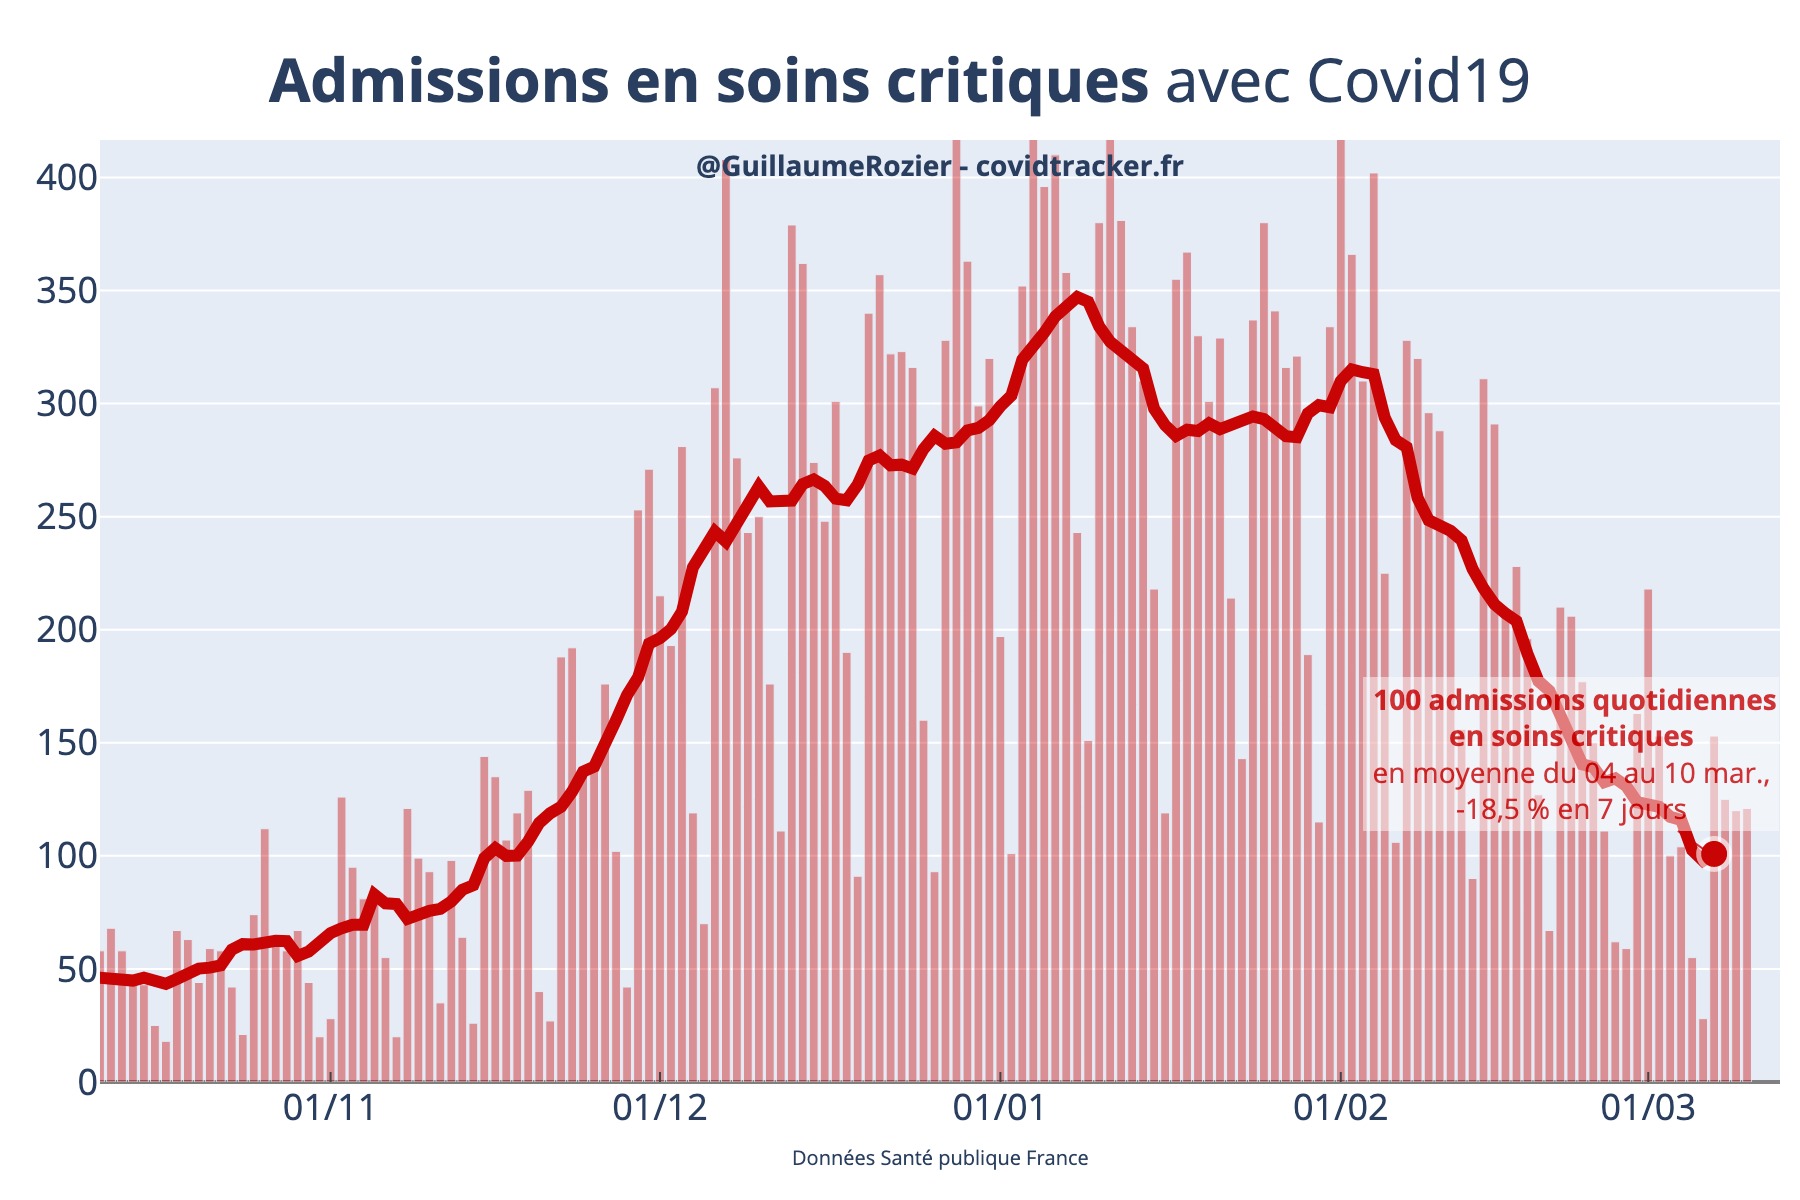 Admissions en soins critiques avec Covid19
@GuillaumeRozier - covidtracker.fr
400
350
300
250
200
150
100
50
0
100 admissions quotidiennes
en soins critiques
en moyenne du 04 au 10 mar.,
-18,5 % en 7 jours
01/11 01/12 01/01 01/02 01/03
Données Santé publique France